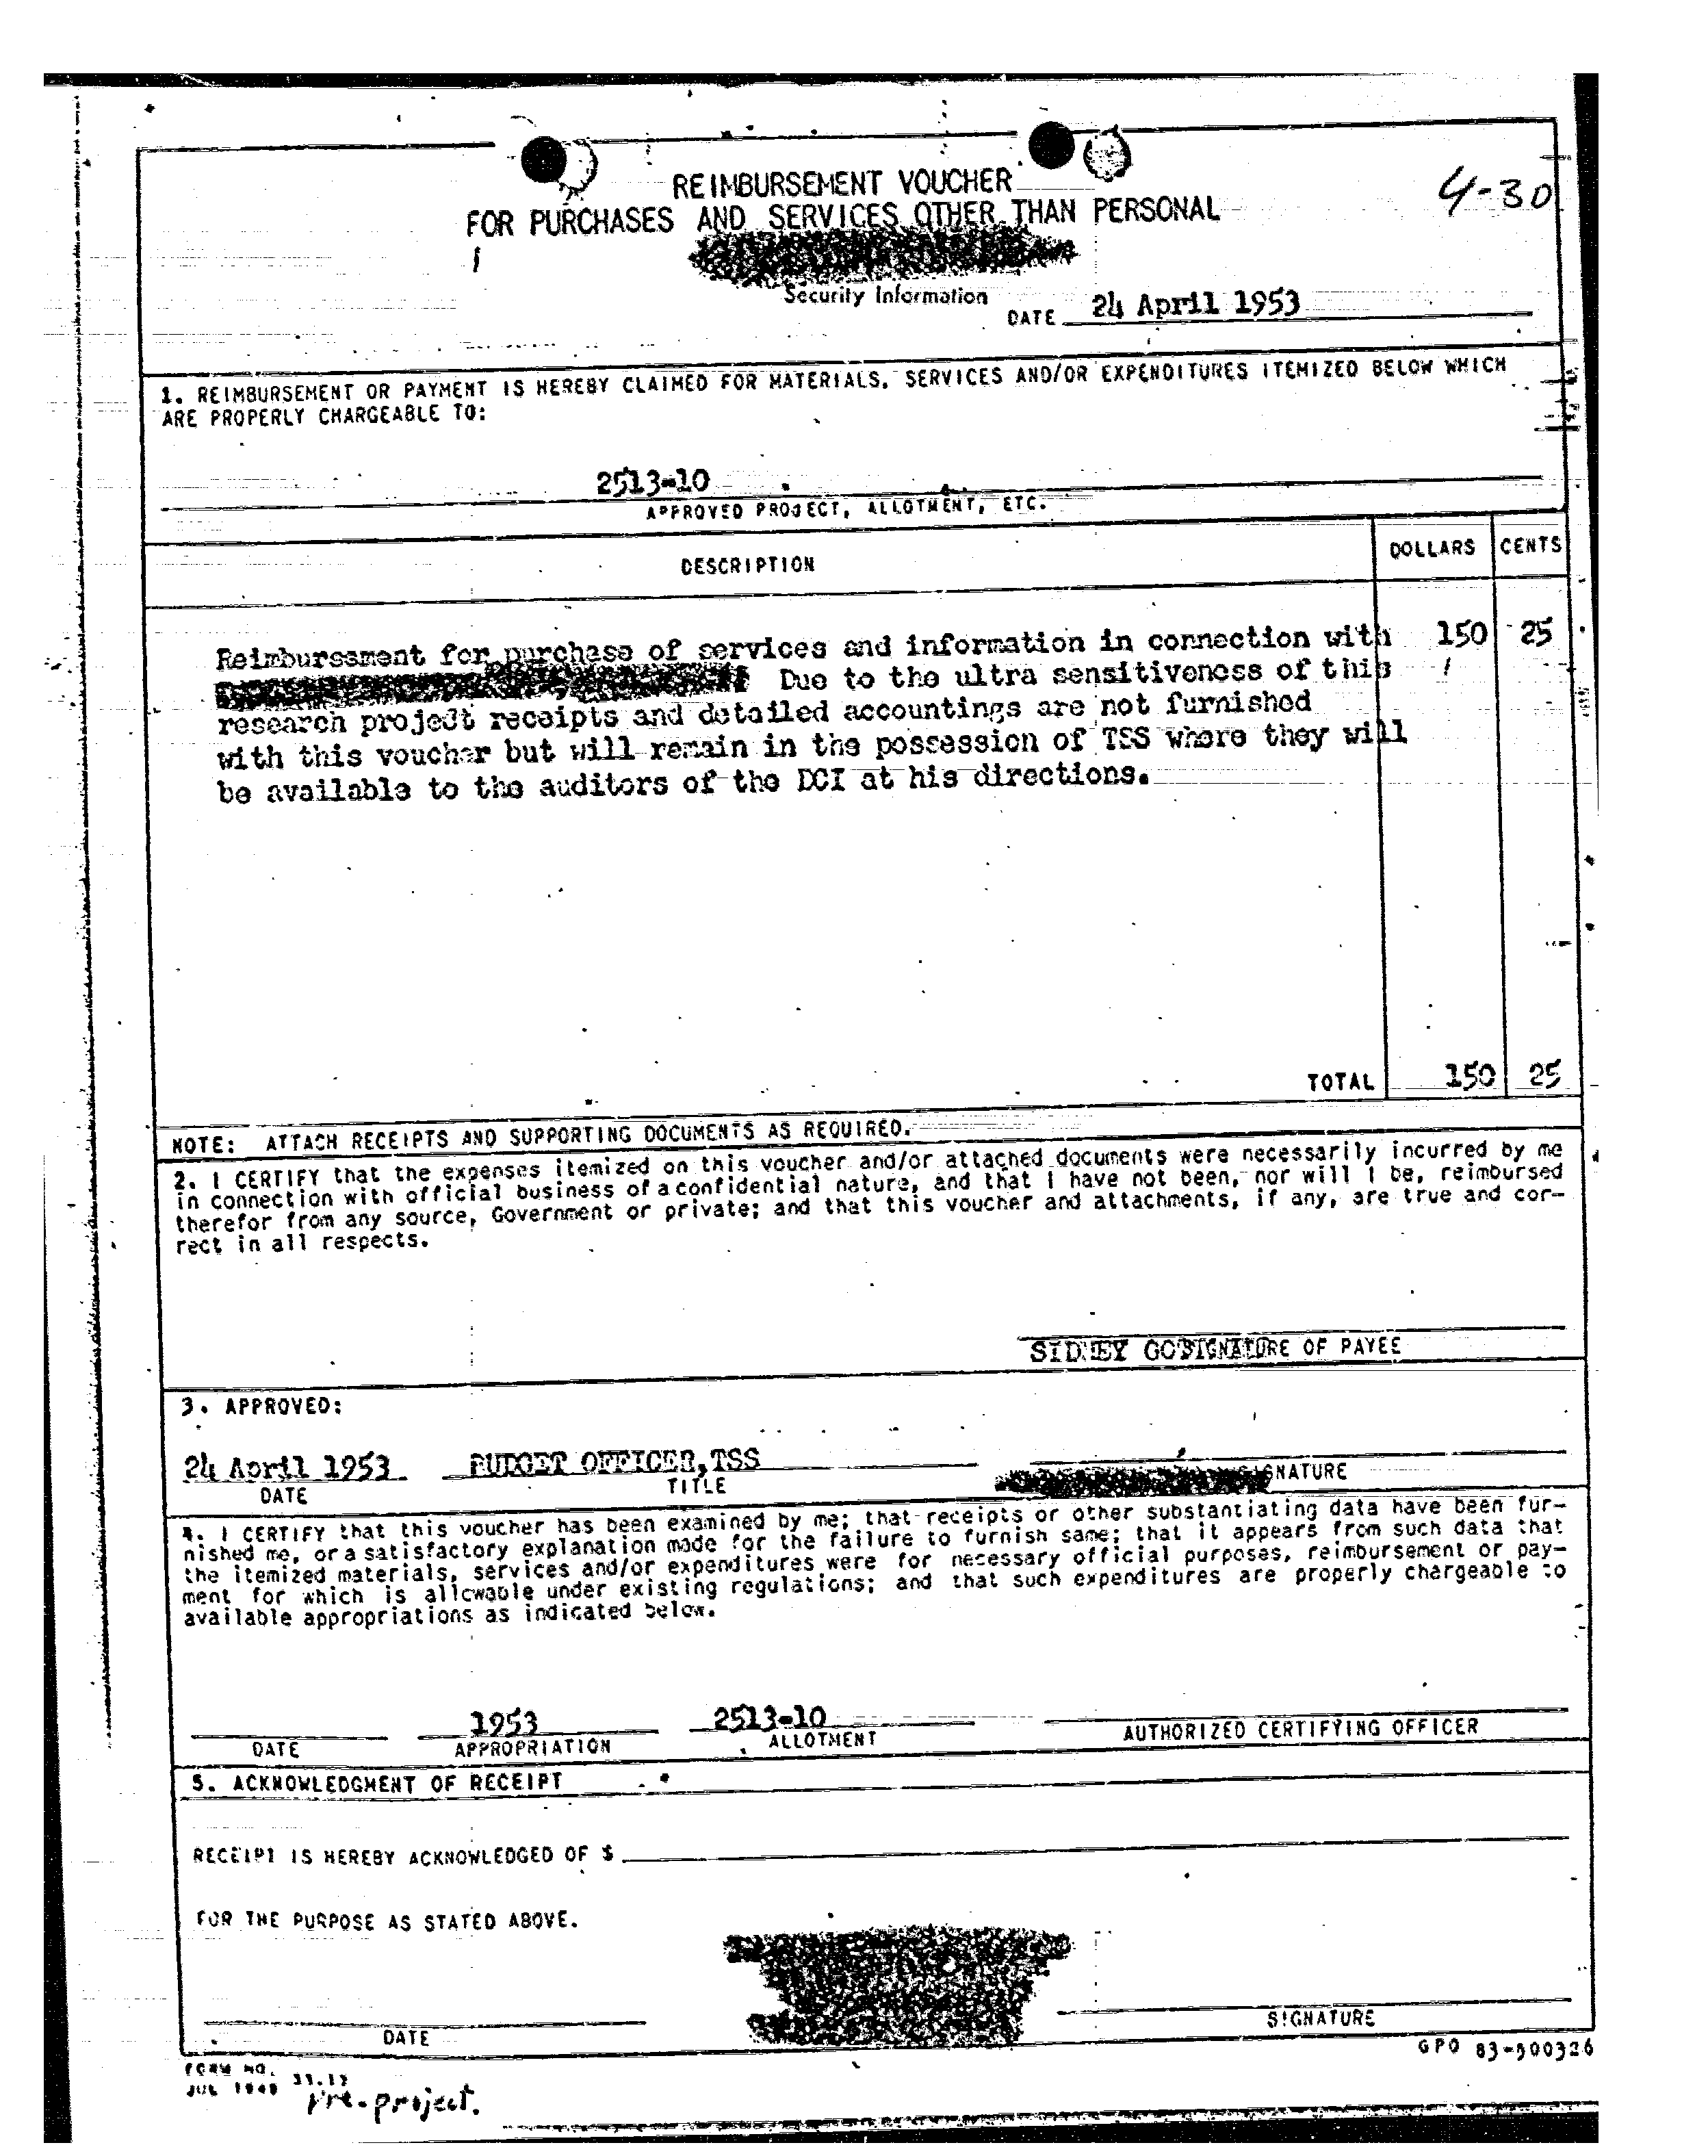 REIMBURSEMENT VOUCHER
FOR PURCHASES AND SERVICES OTHER THAN PERSONAL
4-30
Security Information
DATE 24 April 1953
1. REIMBURSEMENT OR PAYMENT IS HEREBY CLAIMED FOR MATERIALS, SERVICES AND/OR EXPENDITURES ITEMIZED BELOW WHICH
ARE PROPERLY CHARGEABLE TO:
2513-10
APPROVED PROJECT, ALLOTMENT, ETC.
DESCRIPTION DOLLARS CENTS
Reimbursement for purchase of services and information in connection with 150 25
Due to the ultra sensitiveness of this
research project receipts and detailed accountings are not furnished
with this voucher but will remain in the possession of TSS where they will
be available to the auditors of the DCI at his directions.
TOTAL 150 25
NOTE: ATTACH RECEIPTS AND SUPPORTING DOCUMENTS AS REQUIRED.
2. I CERTIFY that the expenses itemized on this voucher and/or attached documents were necessarily incurred by me
in connection with official business of a confidential nature, and that I have not been, nor will I be, reimbursed
therefor from any source, Government or private; and that this voucher and attachments, if any, are true and cor-
rect in all respects.
SIDNEY SIGNATURE OF PAYEE
3. APPROVED:
24 April 1953 BUDGET OFFICER, TSS
DATE TITLE SIGNATURE
4. I CERTIFY that this voucher has been examined by me; that receipts or other substantiating data have been fur-
nished me, or a satisfactory explanation made for the failure to furnish same; that it appears from such data that
the itemized materials, services and/or expenditures were for necessary official purposes, reimbursement or pay-
ment for which is allowable under existing regulations; and that such expenditures are properly chargeable to
available appropriations as indicated below.
1953 2513-10
DATE APPROPRIATION ALLOTMENT AUTHORIZED CERTIFYING OFFICER
5. ACKNOWLEDGMENT OF RECEIPT
RECEIPT IS HEREBY ACKNOWLEDGED OF $
FOR THE PURPOSE AS STATED ABOVE.
DATE SIGNATURE
GPO 83-500326
FORM NO.
JUL 1949
Pre-project.